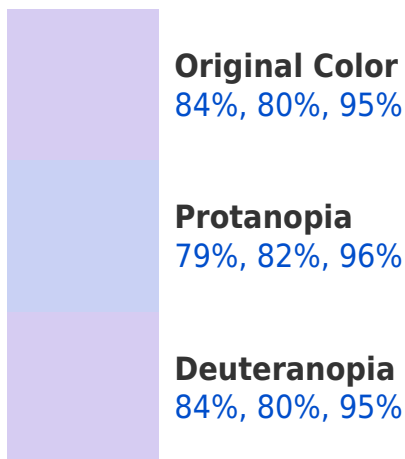 Original Color
84%, 80%, 95%
Protanopia
79%, 82%, 96%
Deuteranopia
84%, 80%, 95%